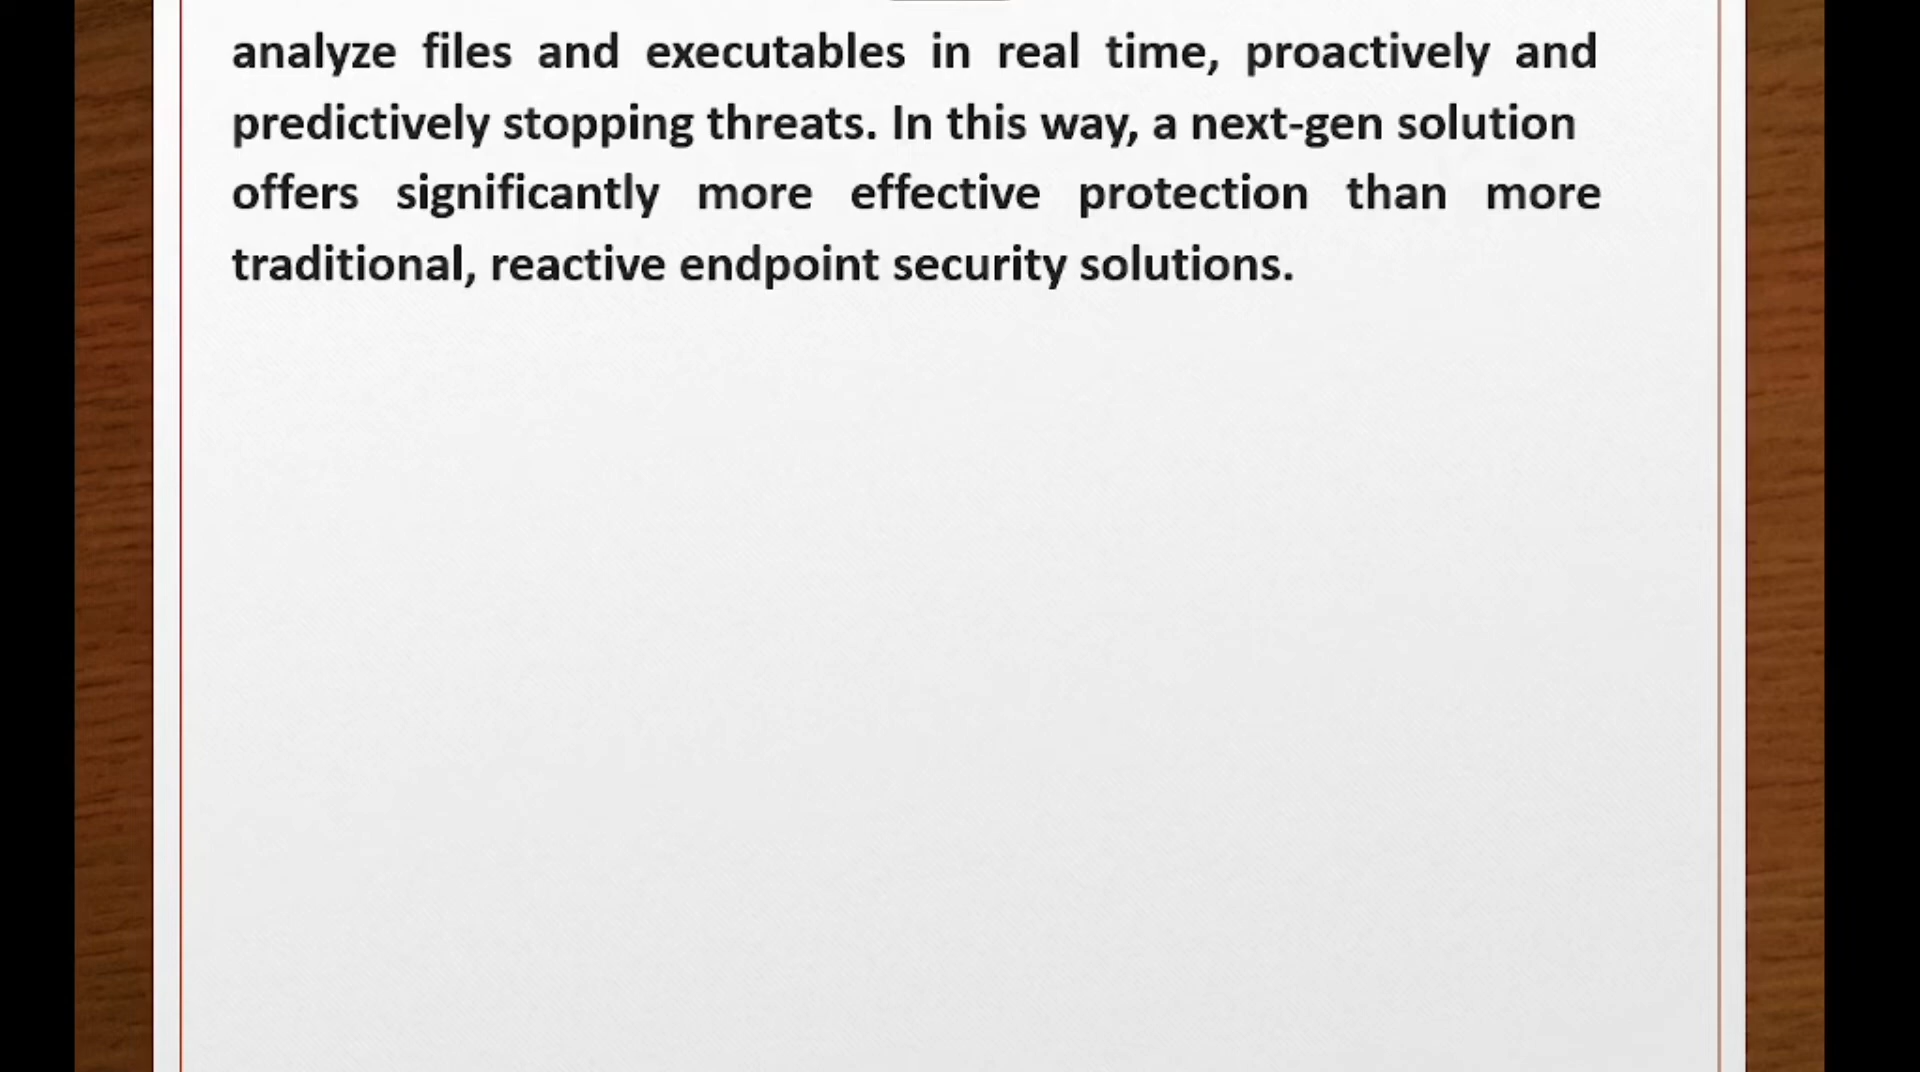 analyze files and executables in real time, proactively and
predictively stopping threats. In this way, a next-gen solution
offers significantly more effective protection than more
traditional, reactive endpoint security solutions.